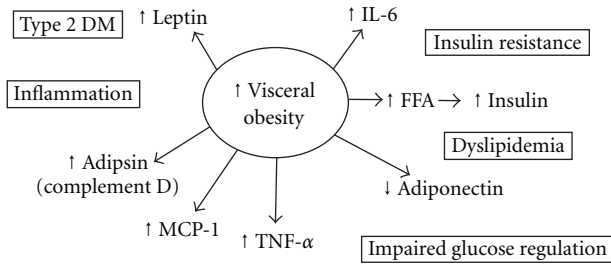 Type 2 DM
↑ Leptin
↑ IL-6
Insulin resistance
Inflammation
↑ Visceral
obesity
↑ FFA → ↑ Insulin
Dyslipidemia
↑ Adipsin
(complement D)
↓ Adiponectin
↑ MCP-1
↑ TNF-α
Impaired glucose regulation